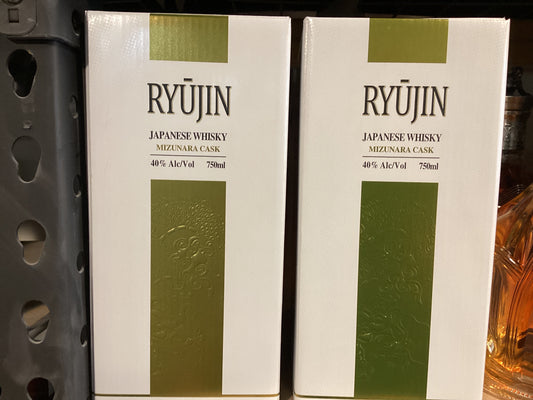 RYŪJIN
JAPANESE WHISKY
MIZUNARA CASK
40% Alc/Vol 750ml
RYŪJIN
JAPANESE WHISKY
MIZUNARA CASK
40% Alc/Vol 750ml